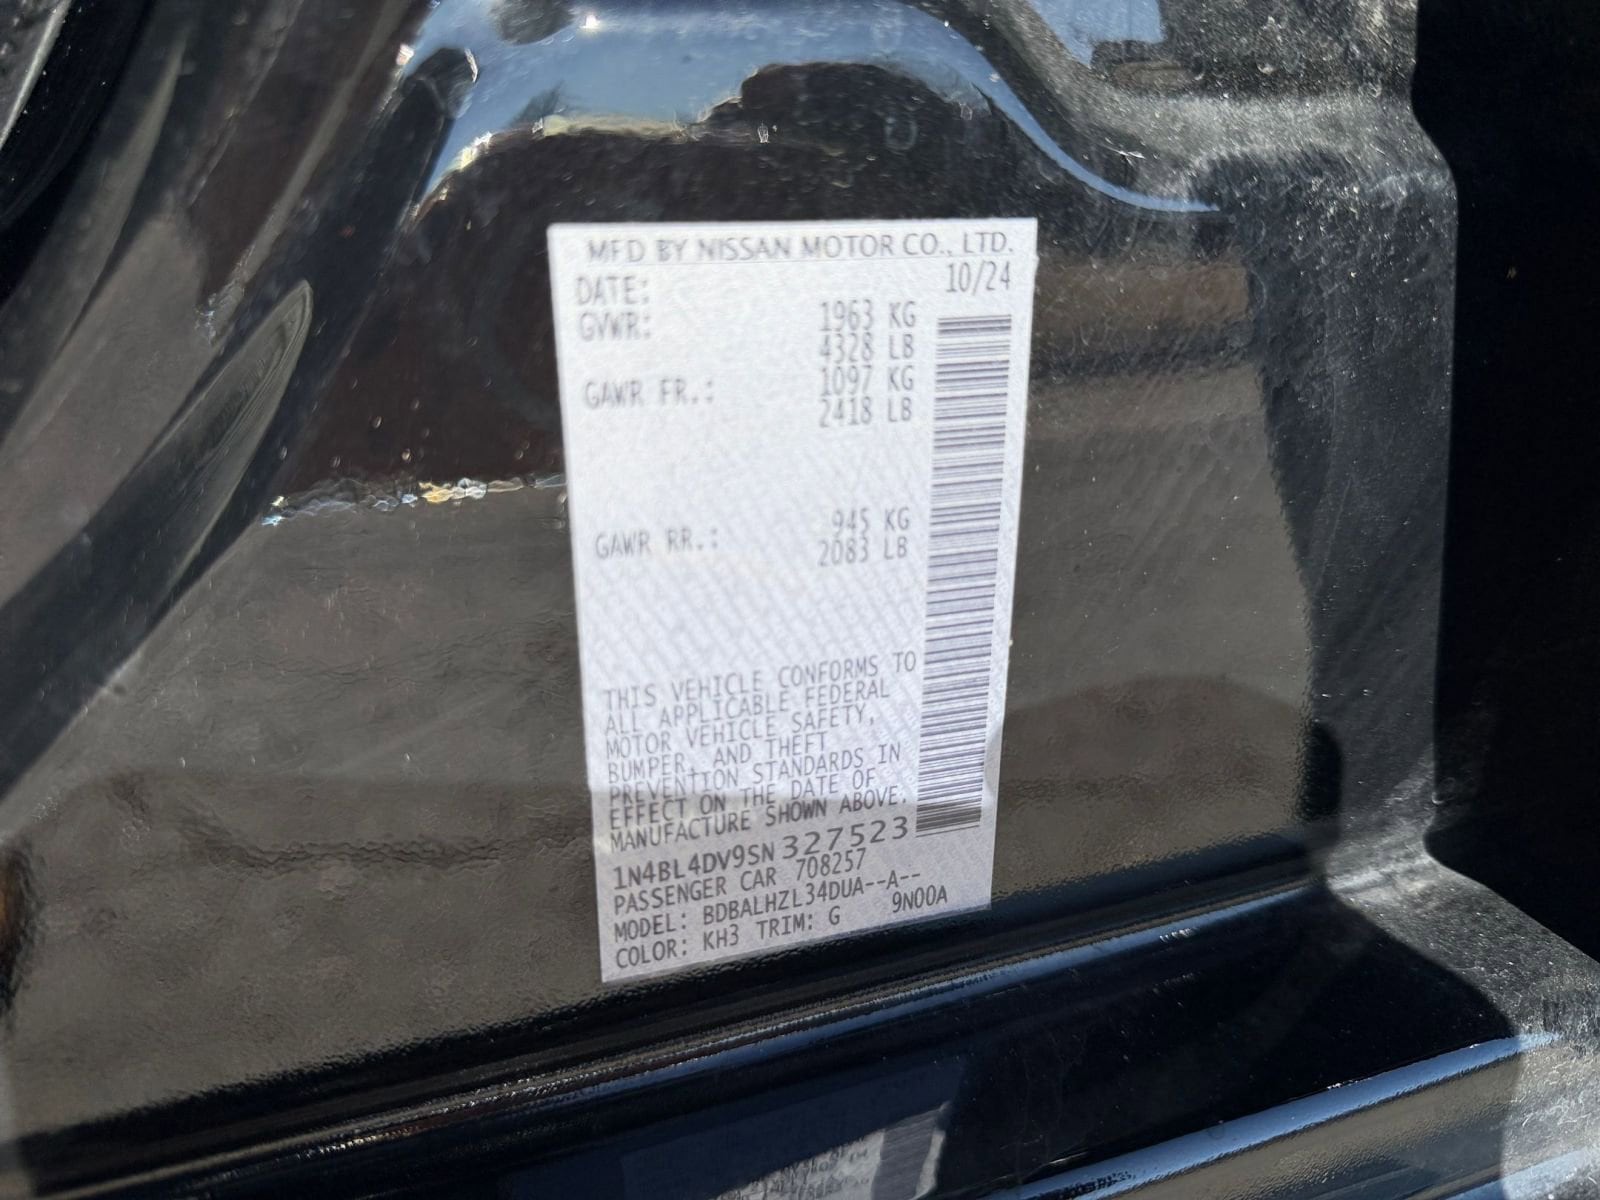 MFD BY NISSAN MOTOR CO., LTD.
DATE: 10/24
GVWR: 1963 KG
4328 LB
GAWR FR.: 1097 KG
2418 LB
GAWR RR.: 945 KG
2083 LB
THIS VEHICLE CONFORMS TO
ALL APPLICABLE FEDERAL
MOTOR VEHICLE SAFETY,
BUMPER, AND THEFT
PREVENTION STANDARDS IN
EFFECT ON THE DATE OF
MANUFACTURE SHOWN ABOVE.
1N4BL4DV9SN327523
PASSENGER CAR 708257
MODEL: BDBALHZL34DUA--A--
COLOR: KH3 TRIM: G 9N00A